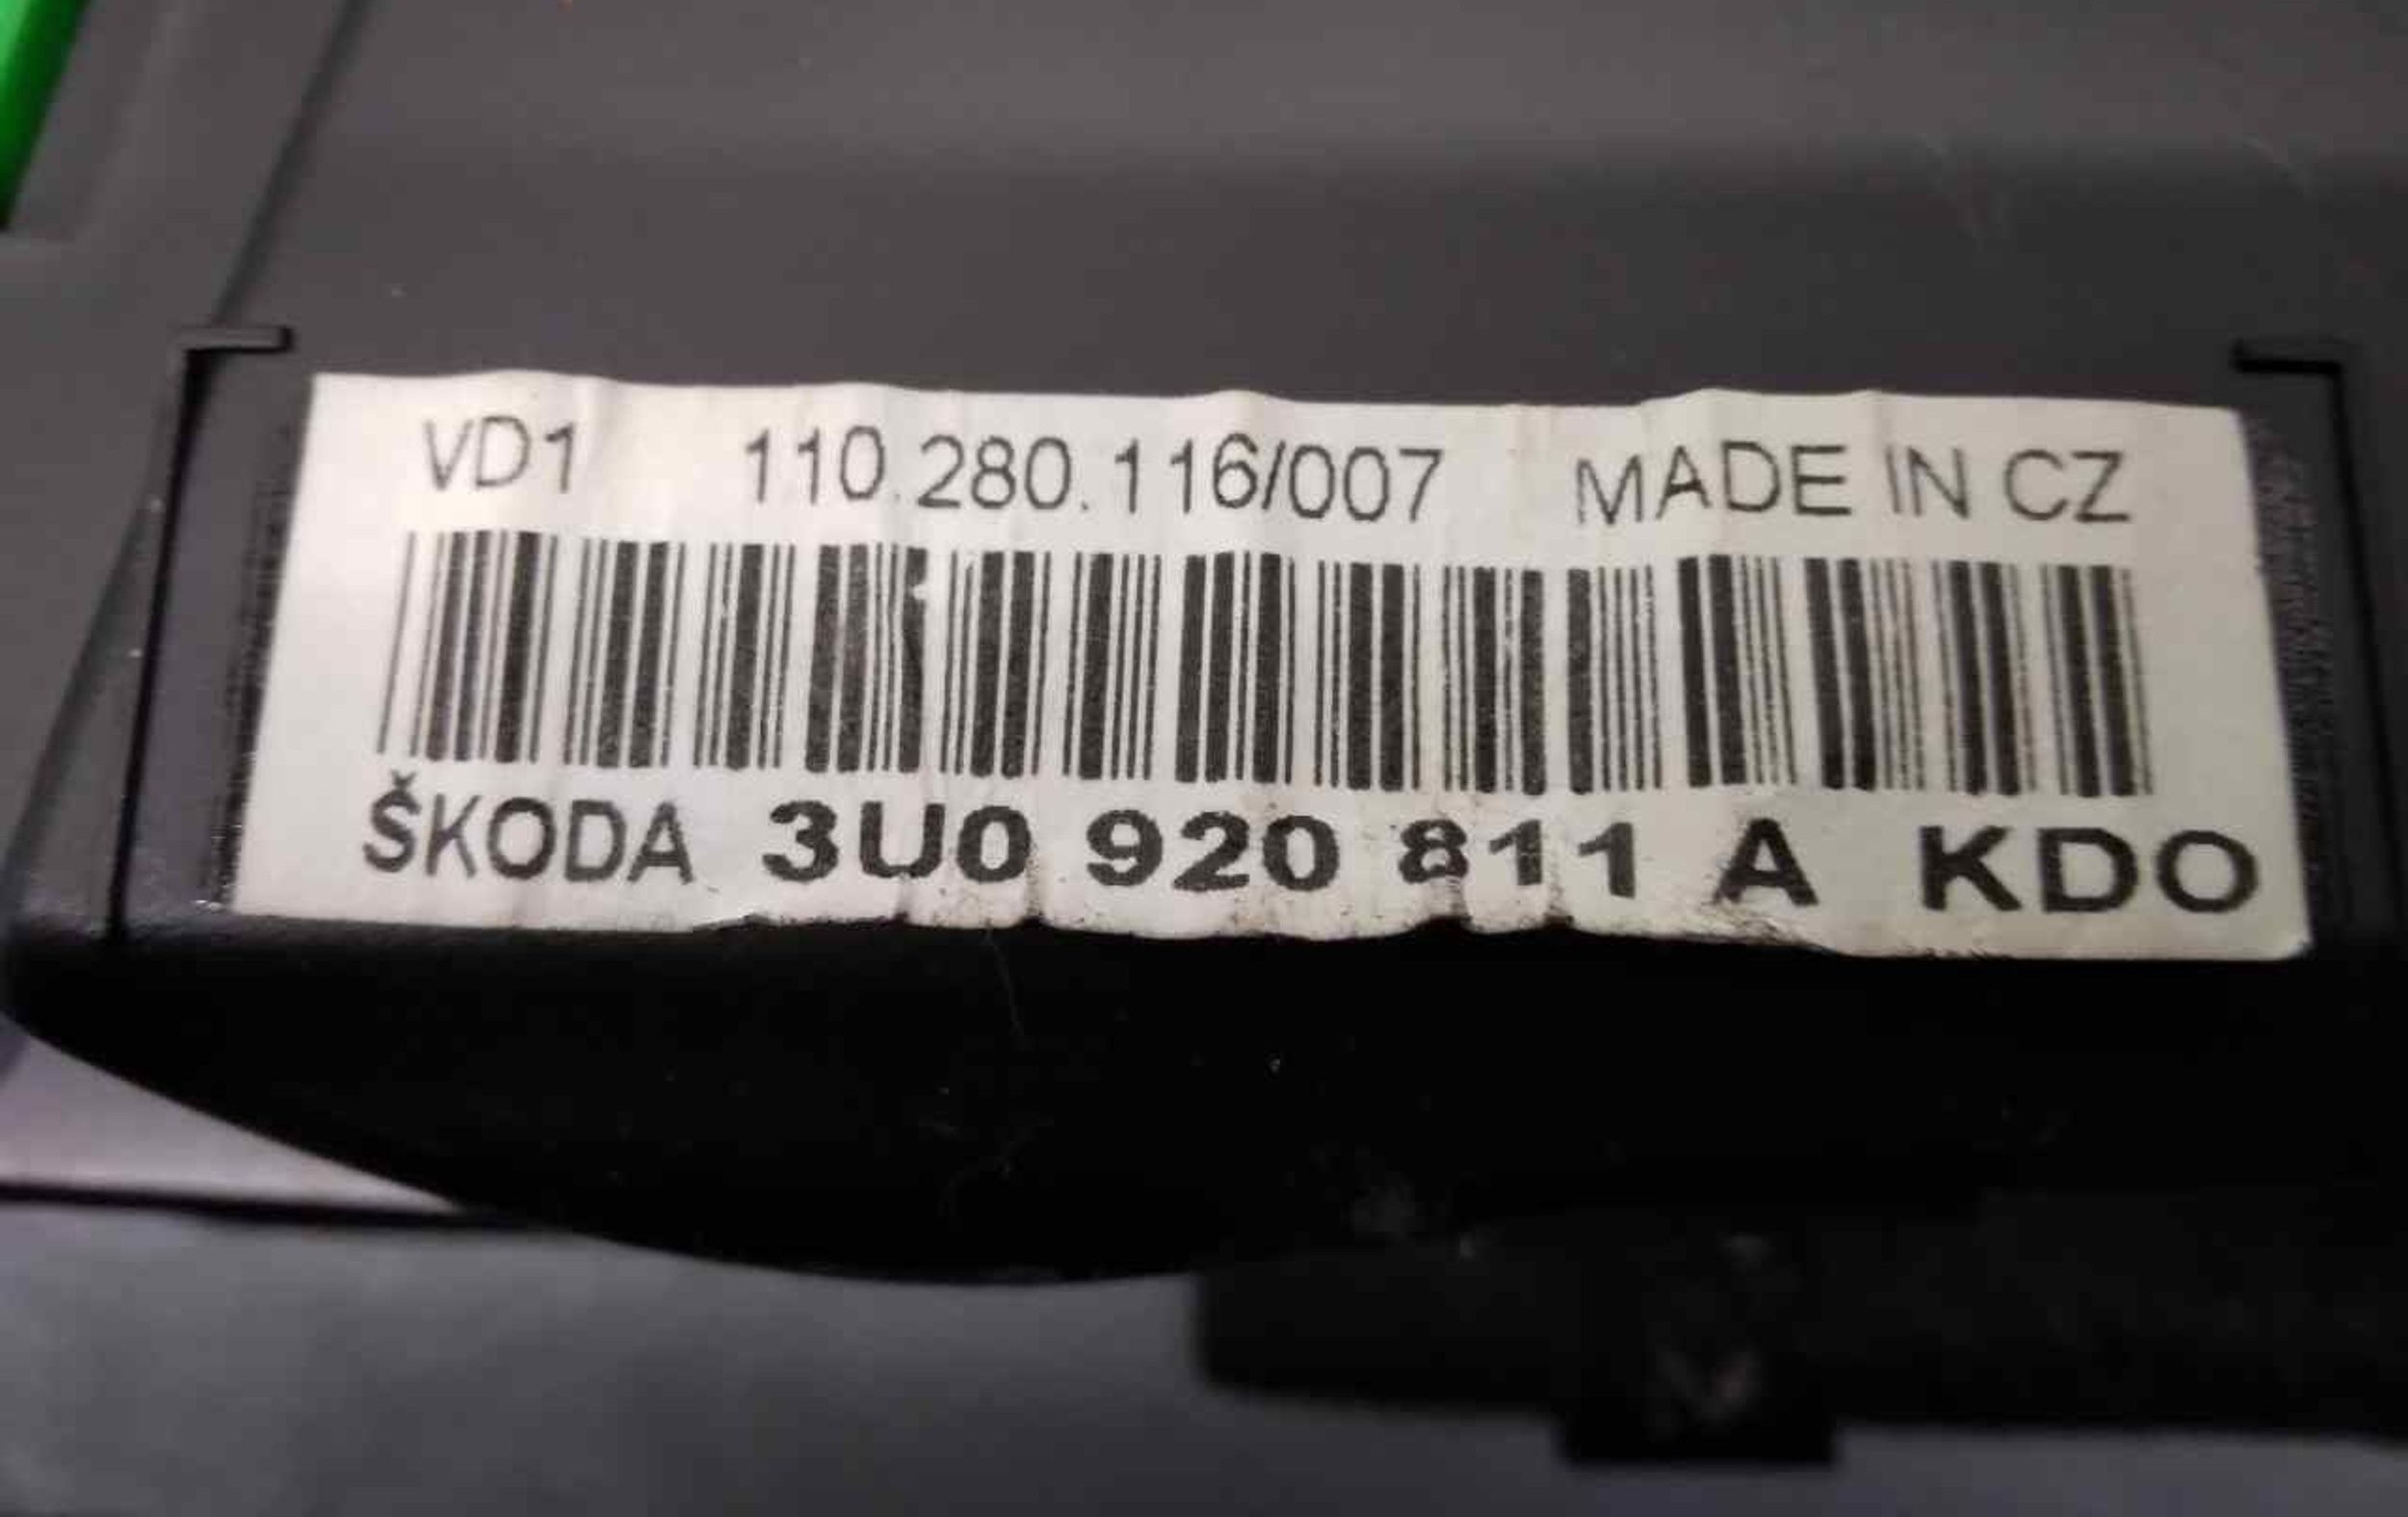 VD1 110.280.116/007 MADE IN CZ
ŠKODA 3U0 920 811 A KDO